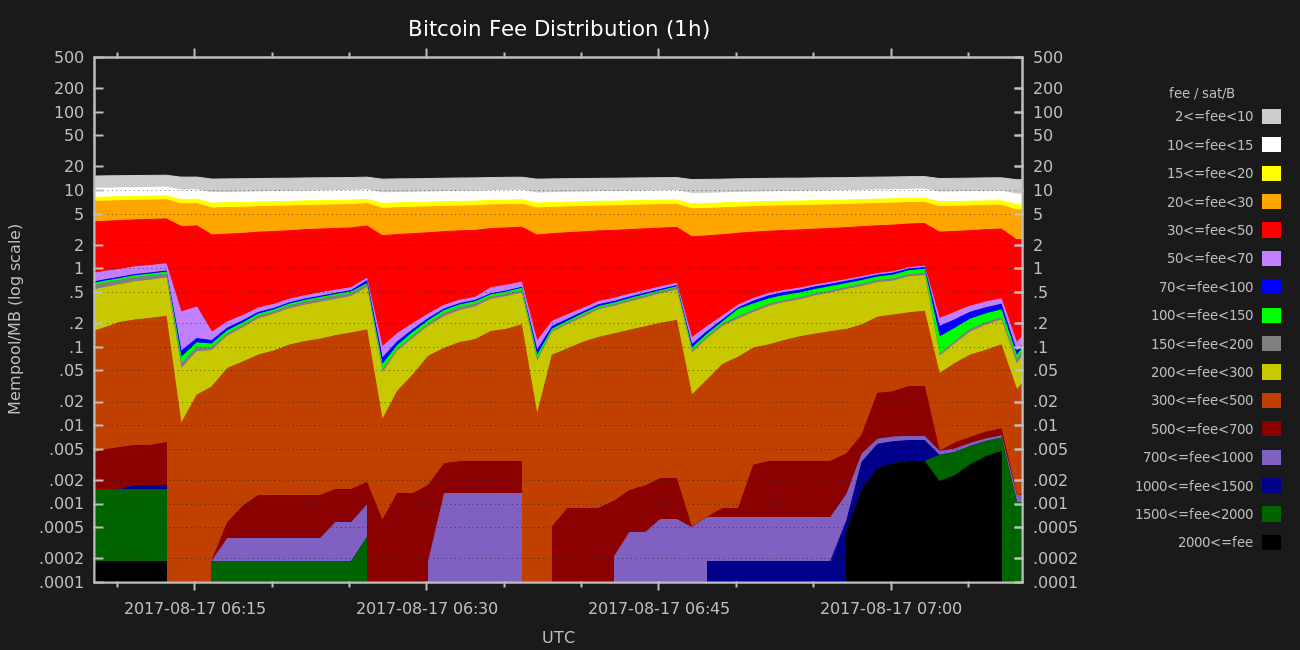 Bitcoin Fee Distribution (1h)
500 500
200 200
100 100
50 50
20 20
10 10
5 5
2 2
1 1
.5 .5
.2 .2
.1 .1
.05 .05
.02 .02
.01 .01
.005 .005
.002 .002
.001 .001
.0005 .0005
.0002 .0002
.0001 .0001
Mempool/MB (log scale)
2017-08-17 06:15 2017-08-17 06:30 2017-08-17 06:45 2017-08-17 07:00
UTC
fee / sat/B
2<=fee<10
10<=fee<15
15<=fee<20
20<=fee<30
30<=fee<50
50<=fee<70
70<=fee<100
100<=fee<150
150<=fee<200
200<=fee<300
300<=fee<500
500<=fee<700
700<=fee<1000
1000<=fee<1500
1500<=fee<2000
2000<=fee